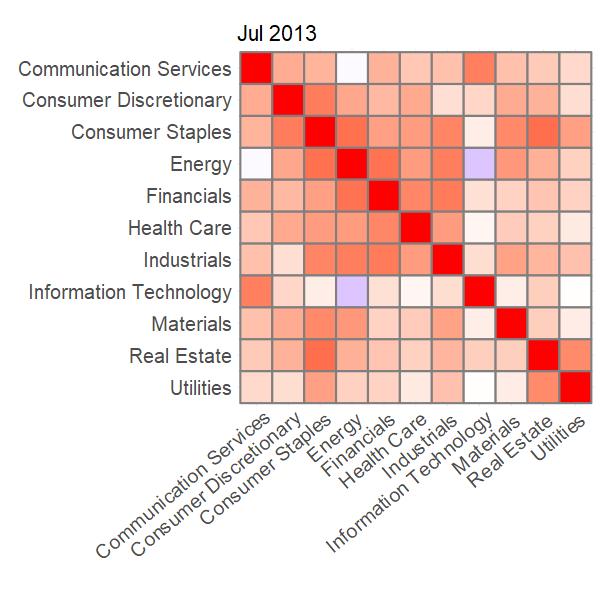 Jul 2013
Communication Services
Consumer Discretionary
Consumer Staples
Energy
Financials
Health Care
Industrials
Information Technology
Materials
Real Estate
Utilities
Communication Services
Consumer Discretionary
Consumer Staples
Energy
Financials
Health Care
Industrials
Information Technology
Materials
Real Estate
Utilities